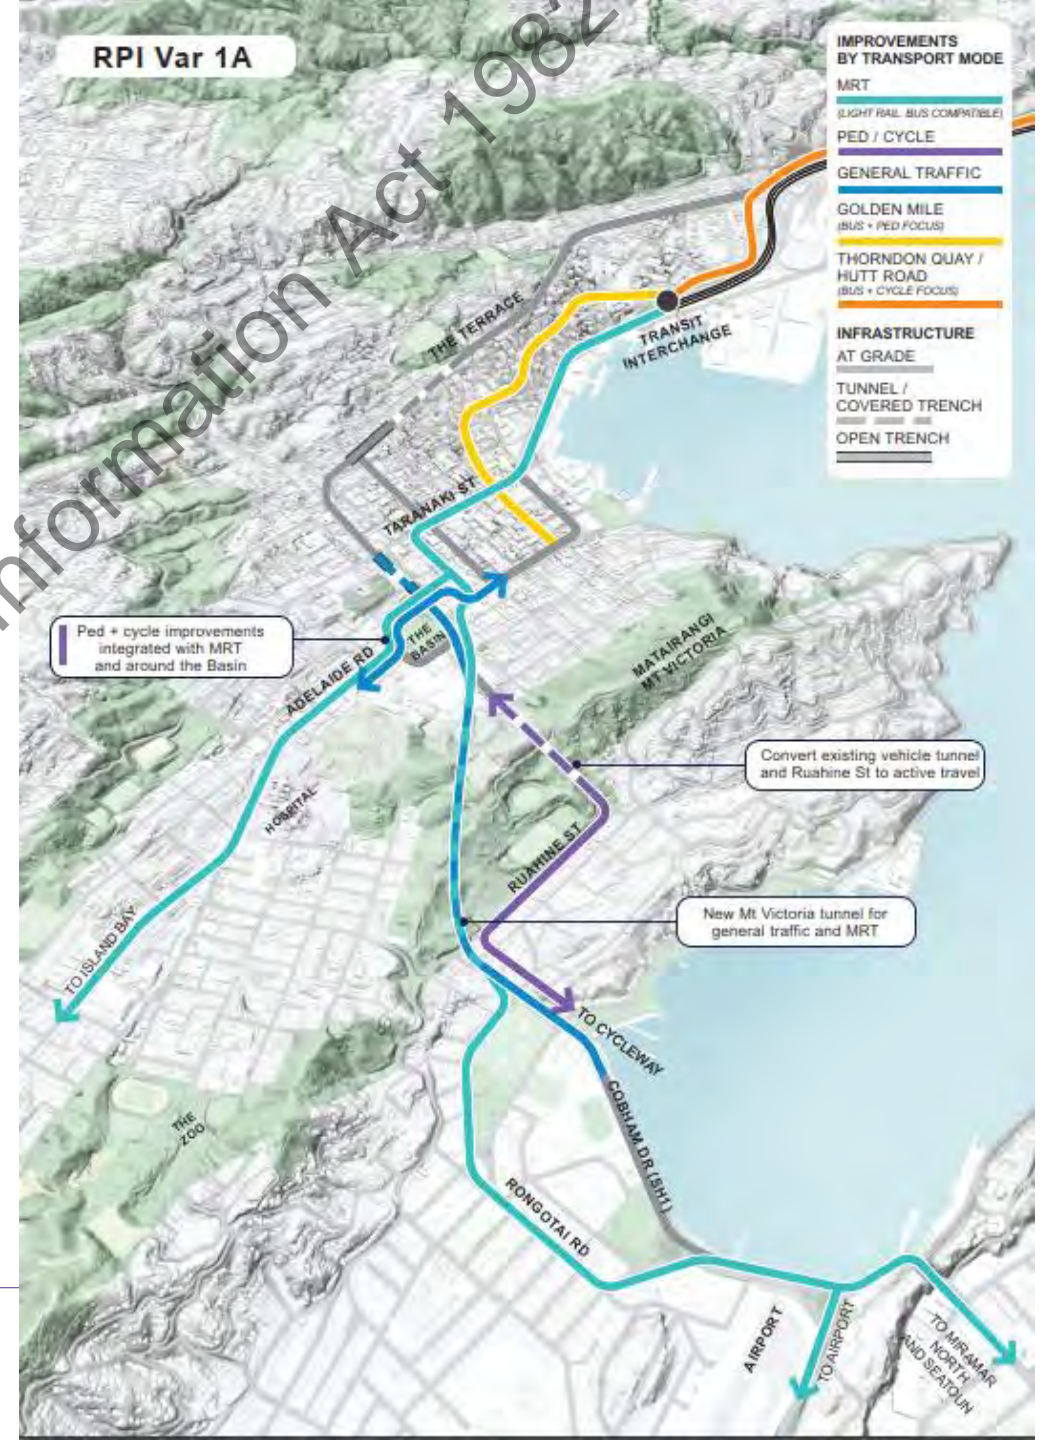 RPI Var 1A
Information Act 1982
IMPROVEMENTS
BY TRANSPORT MODE
MRT
(LIGHT RAIL BUS COMPATIBLE)
PED / CYCLE
GENERAL TRAFFIC
GOLDEN MILE
(BUS + PED FOCUS)
THORNDON QUAY /
HUTT ROAD
(BUS + CYCLE FOCUS)
INFRASTRUCTURE
AT GRADE
TUNNEL /
COVERED TRENCH
OPEN TRENCH
THE TERRACE
TRANSIT
INTERCHANGE
TARANAKI ST
Ped + cycle improvements
integrated with MRT
and around the Basin
THE
BASIN
ADELAIDE RD
MATAIRANGI
MT VICTORIA
Convert existing vehicle tunnel
and Ruahine St to active travel
HOSPITAL
RUAHINE ST
New Mt Victoria tunnel for
general traffic and MRT
TO ISLAND BAY
TO CYCLEWAY
THE
ZOO
COBHAM DR (SH1)
RONGOTAI RD
AIRPORT
TO AIRPORT
TO MIRAMAR
NORTH
AND SEATOUN